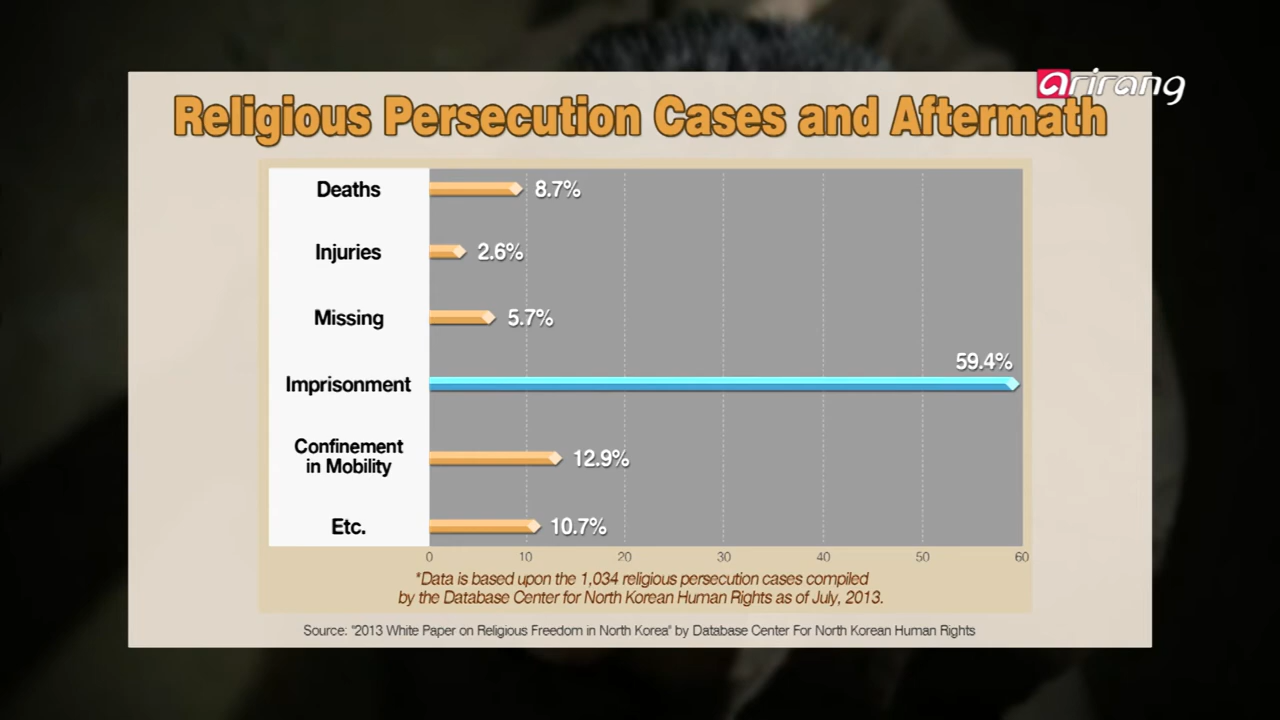 arirang
Religious Persecution Cases and Aftermath
Deaths 8.7%
Injuries 2.6%
Missing 5.7%
59.4%
Imprisonment
Confinement
in Mobility 12.9%
Etc. 10.7%
0 10 20 30 40 50 60
*Data is based upon the 1,034 religious persecution cases compiled
by the Database Center for North Korean Human Rights as of July, 2013.
Source: "2013 White Paper on Religious Freedom in North Korea" by Database Center For North Korean Human Rights